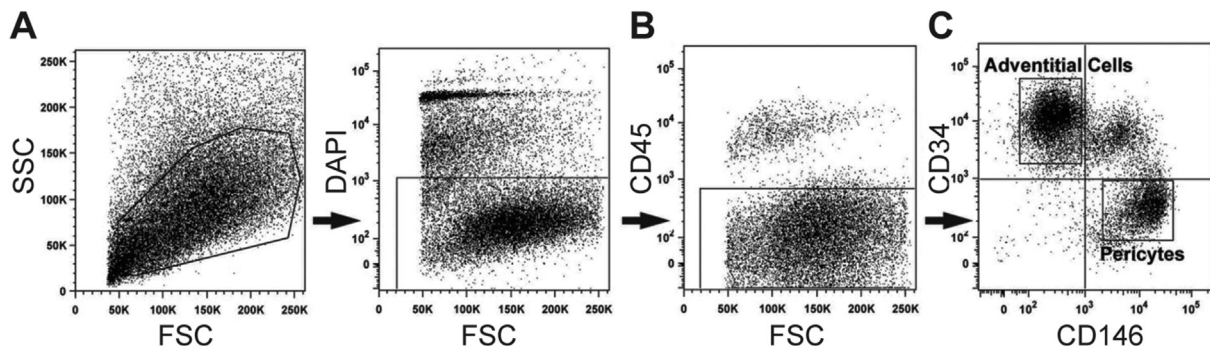 A
B
C
SSC
250K
200K
150K
100K
50K
0
0 50K 100K 150K 200K 250K
FSC
DAPI
10^5
10^4
10^3
10^2
0
50K 100K 150K 200K 250K
FSC
CD45
10^5
10^4
10^3
10^2
0
0 50K 100K 150K 200K 250K
FSC
CD34
10^5
10^4
10^3
10^2
0
Adventitial Cells
Pericytes
0 10^2 10^3 10^4 10^5
CD146